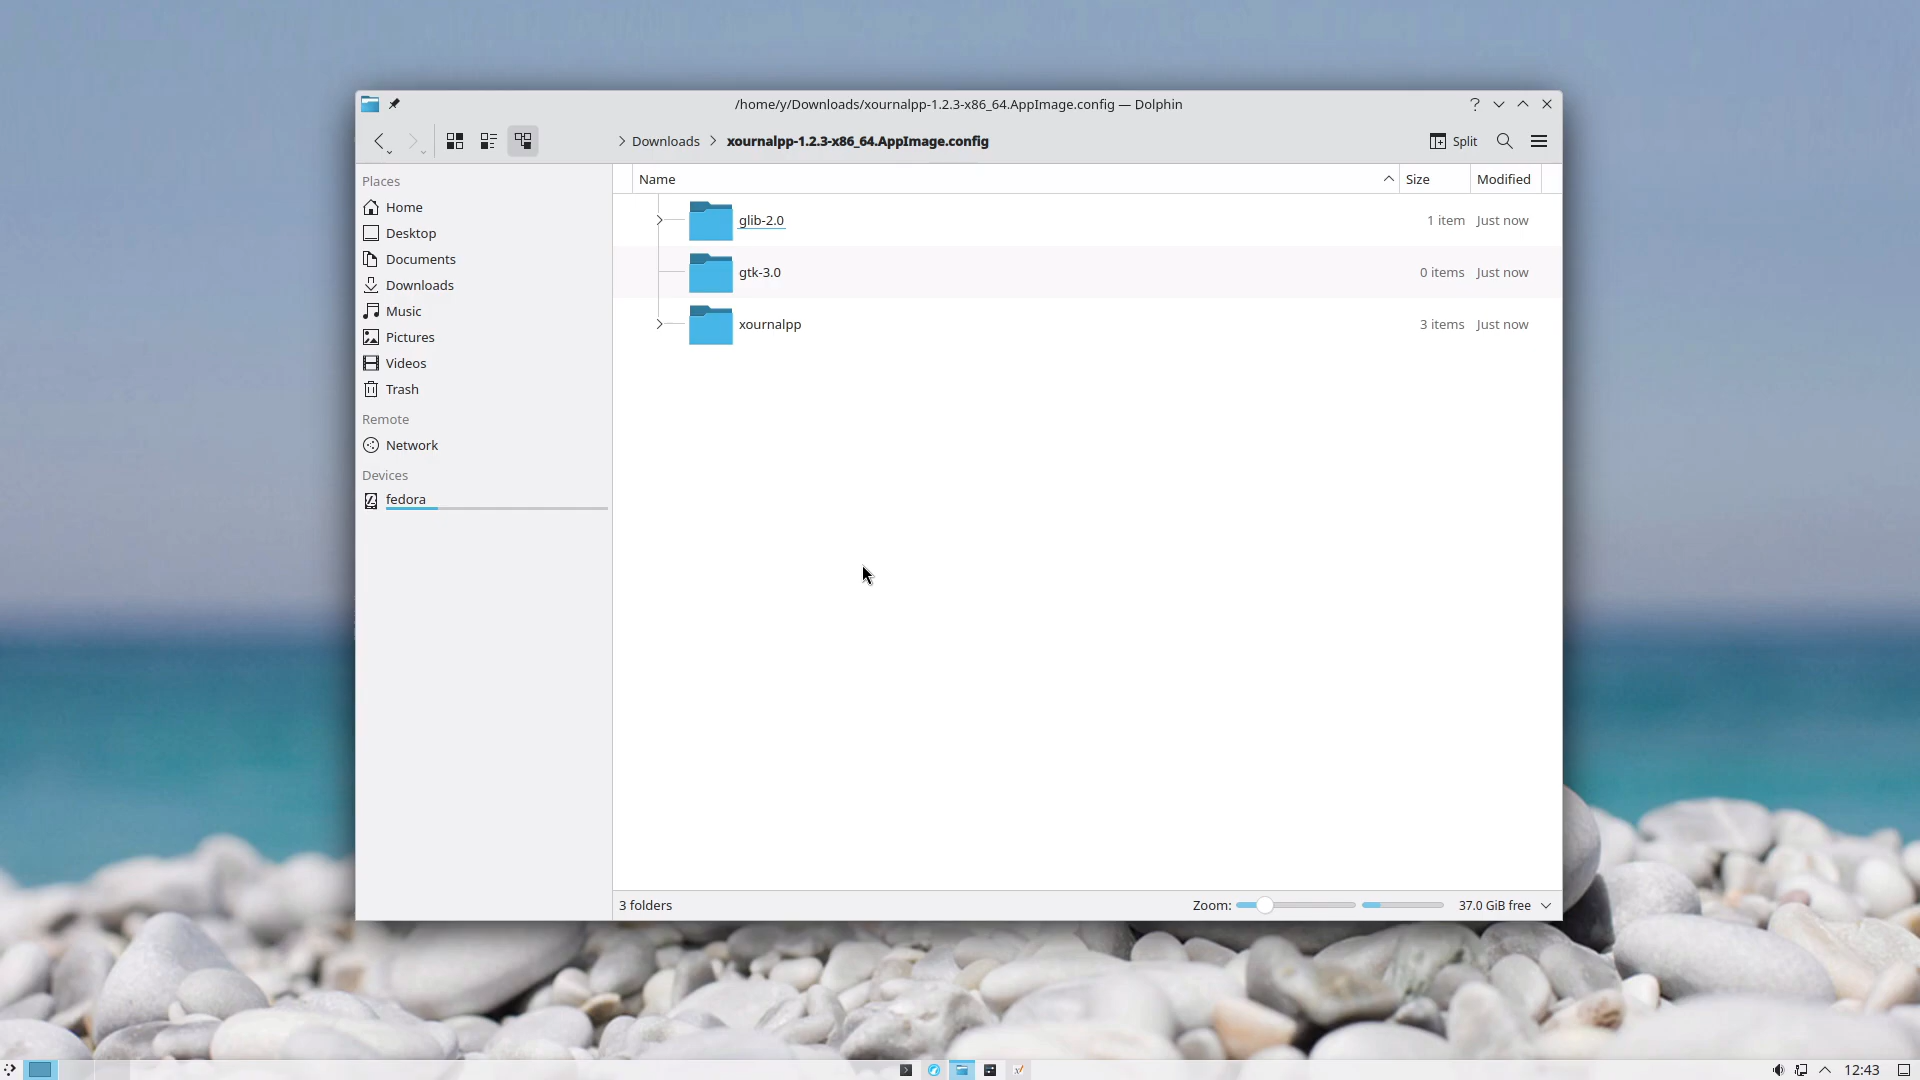 /home/y/Downloads/xournalpp-1.2.3-x86_64.AppImage.config — Dolphin
Downloads
xournalpp-1.2.3-x86_64.AppImage.config
Split
Places
Home
Desktop
Documents
Downloads
Music
Pictures
Videos
Trash
Remote
Network
Devices
fedora
Name Size Modified
glib-2.0 1 item Just now
gtk-3.0 0 items Just now
xournalpp 3 items Just now
3 folders Zoom: 37.0 GiB free
12:43